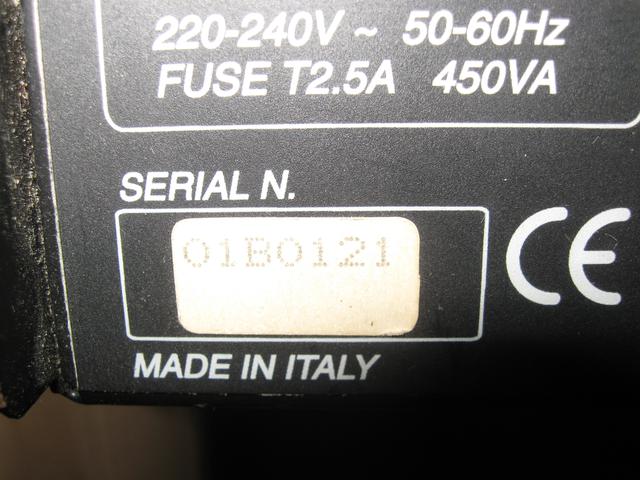 220-240V ~ 50-60Hz
FUSE T2.5A 450VA
SERIAL N.
01B0121
CE
MADE IN ITALY